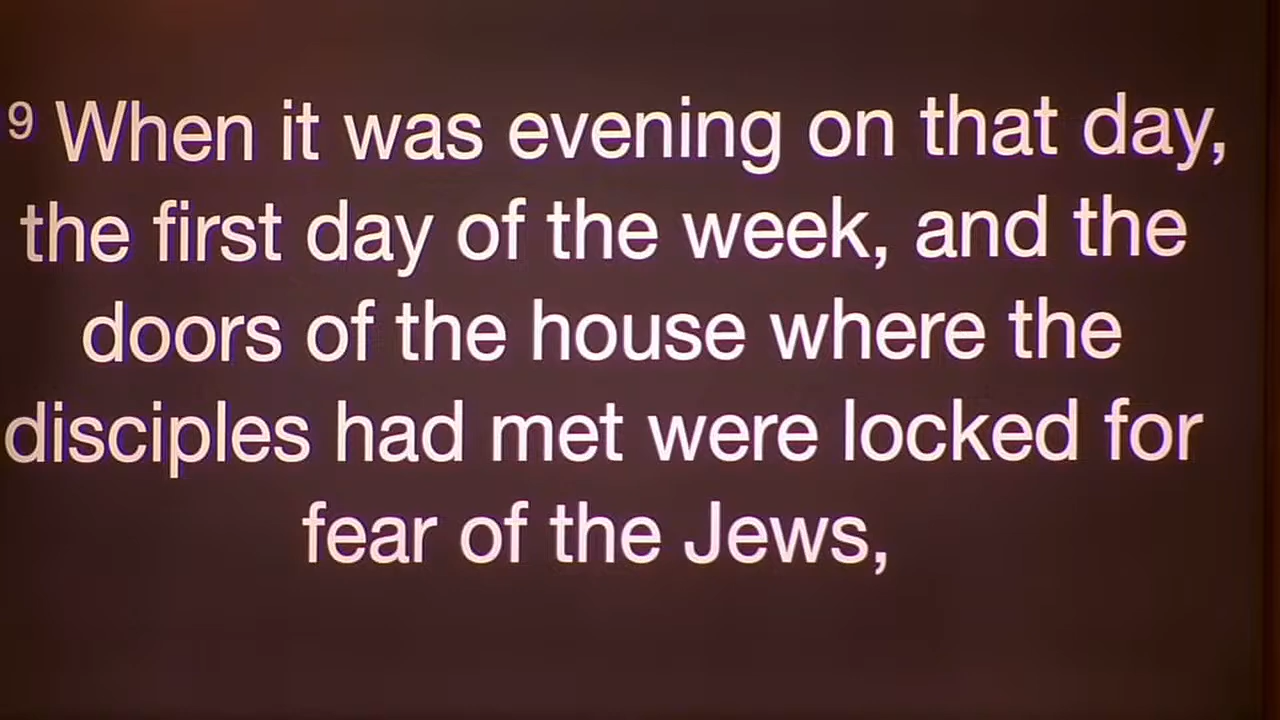 9 When it was evening on that day,
the first day of the week, and the
doors of the house where the
disciples had met were locked for
fear of the Jews,